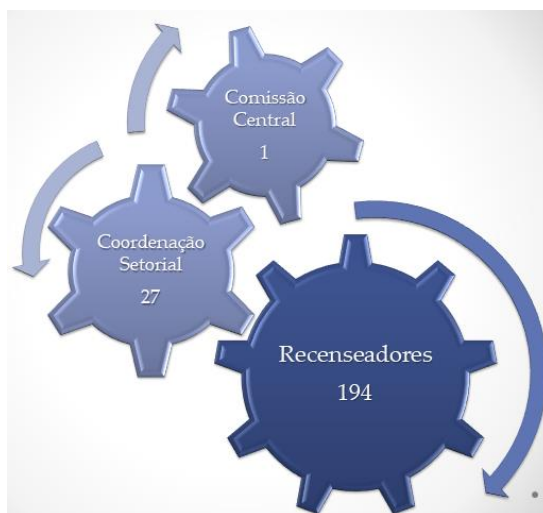 Comissão
Central
1
Coordenação
Setorial
27
Recenseadores
194